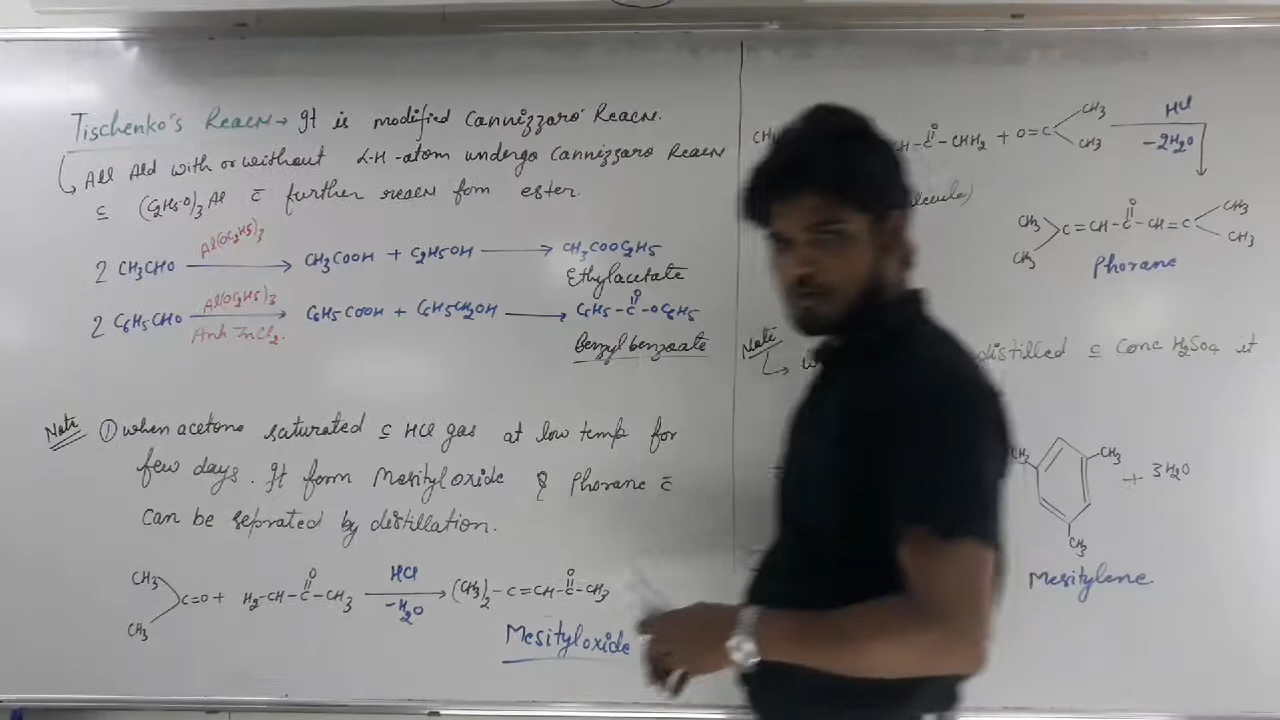 Tischenko's Reacn → It is modified Cannizzaro Reacn.
All Ald with or without α-H-atom undergo Cannizzaro Reacn
c̲ (C₂H₅O)₃Al c̄ further reacn form ester.
2 CH₃CHO Al(OC₂H₅)₃ → CH₃COOH + C₂H₅OH → CH₃COOC₂H₅
Ethylacetate
2 C₆H₅CHO Al(OC₂H₅)₃ Anh ZnCl₂. → C₆H₅COOH + C₆H₅CH₂OH → C₆H₅-C(=O)-OC₆H₅
Benzyl benzoate
Note ① when acetone saturated c̲ HCl gas at low temp for
few days. It form Mesityloxide & Phorane c̄
can be seprated by distillation.
CH₃ CH₃ C=O + H₂-CH-C(=O)-CH₃ HCl -H₂O → (CH₃)₂-C=CH-C(=O)-CH₃
Mesityloxide
-C(=O)-CHH₂ + O=C CH₃ CH₃ HCl -2H₂O
CH₃ CH₃ C=CH-C(=O)-CH=C CH₃ CH₃
Phorane
Note
distilled c̲ Conc H₂SO₄ it
CH₃ CH₃ CH₃ + 3H₂O
Mesitylene